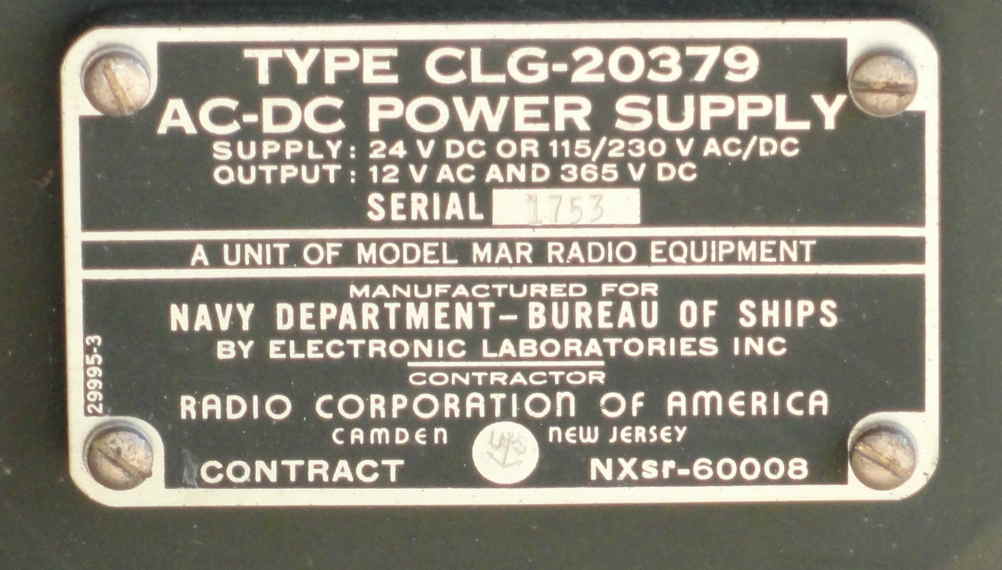 TYPE CLG-20379
AC-DC POWER SUPPLY
SUPPLY: 24 V DC OR 115/230 V AC/DC
OUTPUT: 12 V AC AND 365 V DC
SERIAL 1753
A UNIT OF MODEL MAR RADIO EQUIPMENT
MANUFACTURED FOR
NAVY DEPARTMENT-BUREAU OF SHIPS
BY ELECTRONIC LABORATORIES INC
CONTRACTOR
RADIO CORPORATION OF AMERICA
CAMDEN NEW JERSEY
CONTRACT NXsr-60008
29995-3